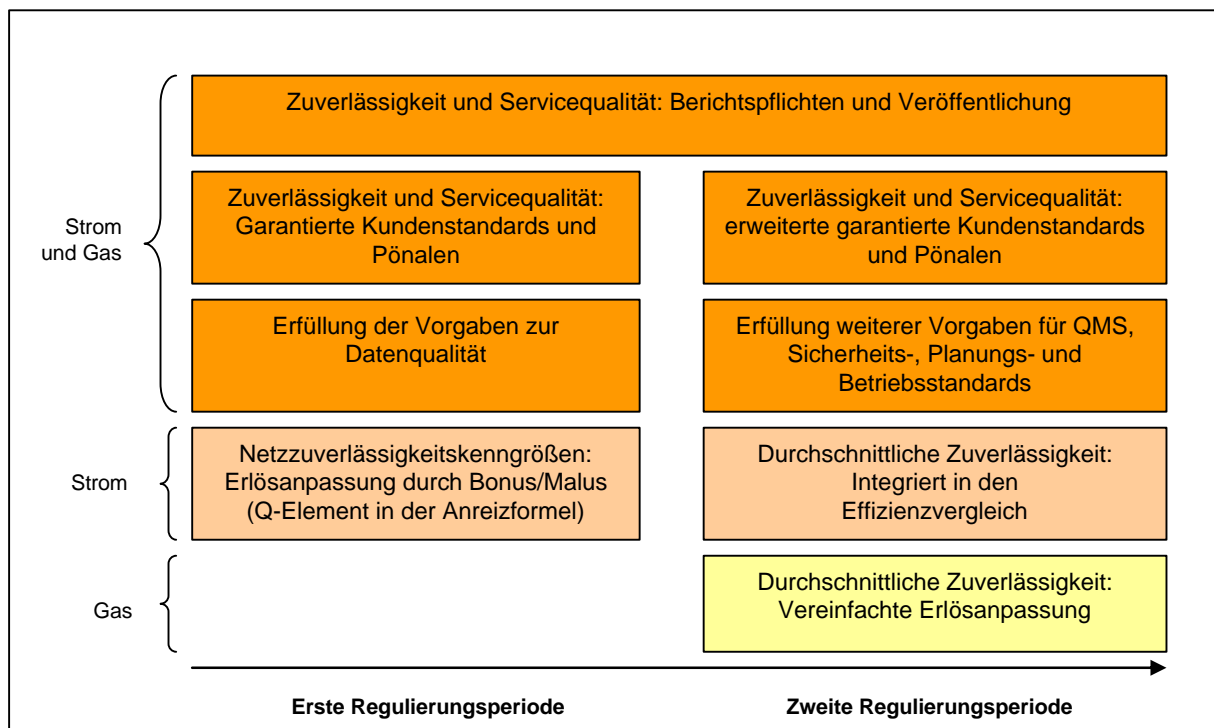 Zuverlässigkeit und Servicequalität: Berichtspflichten und Veröffentlichung
Strom
und Gas
Zuverlässigkeit und Servicequalität:
Garantierte Kundenstandards und
Pönalen
Zuverlässigkeit und Servicequalität:
erweiterte garantierte Kundenstandards
und Pönalen
Erfüllung der Vorgaben zur
Datenqualität
Erfüllung weiterer Vorgaben für QMS,
Sicherheits-, Planungs- und
Betriebsstandards
Strom
Netzzuverlässigkeitskenngrößen:
Erlösanpassung durch Bonus/Malus
(Q-Element in der Anreizformel)
Durchschnittliche Zuverlässigkeit:
Integriert in den
Effizienzvergleich
Gas
Durchschnittliche Zuverlässigkeit:
Vereinfachte Erlösanpassung
Erste Regulierungsperiode
Zweite Regulierungsperiode